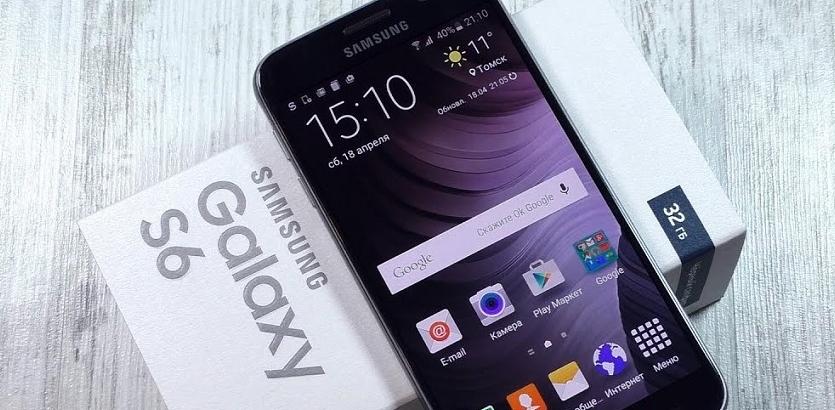 SAMSUNG
40% 21:10
15:10
сб, 18 апреля
11°
Томск
Обновл. 18.04 21:05
Google Скажите Ok Google
E-mail
Камера
Play Маркет
Google
Интернет
Меню
SAMSUNG
Galaxy
S6
32 ГБ